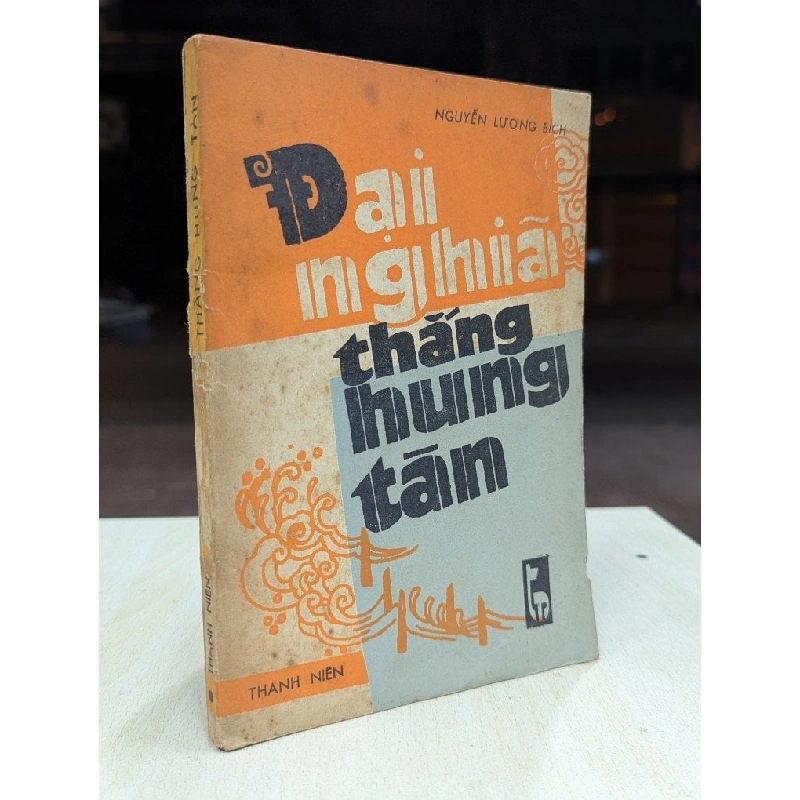 NGUYỄN LƯƠNG BÍCH
Đại
nghĩa
thắng
hung
tàn
THANH NIÊN
THẮNG HUNG TÀN
THANH NIÊN